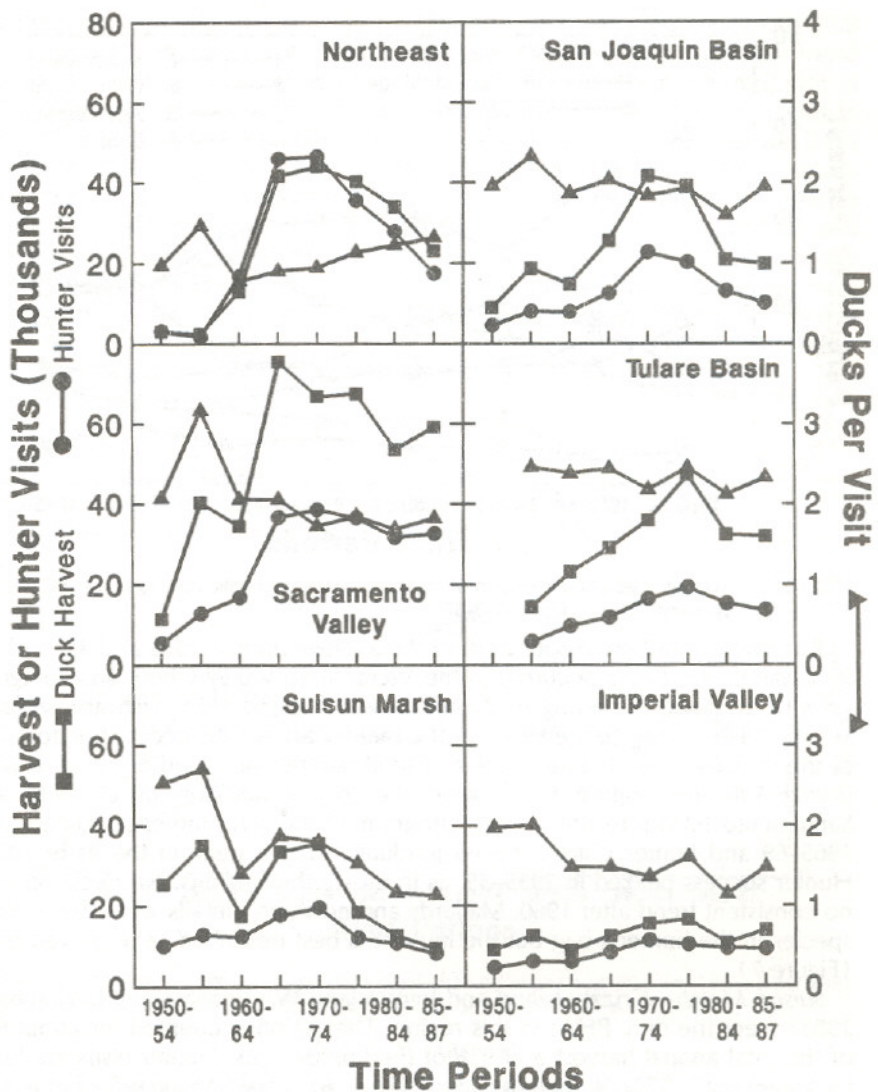 Harvest or Hunter Visits (Thousands)
Duck Harvest
Hunter Visits
80
60
40
20
0
60
40
20
0
60
40
20
0
Northeast
San Joaquin Basin
Sacramento
Valley
Tulare Basin
Suisun Marsh
Imperial Valley
4
3
2
1
0
3
2
1
0
3
2
1
0
Ducks Per Visit
1950- 1960- 1970- 1980- 85- 1950- 1960- 1970- 1980- 85-
54 64 74 84 87 54 64 74 84 87
Time Periods